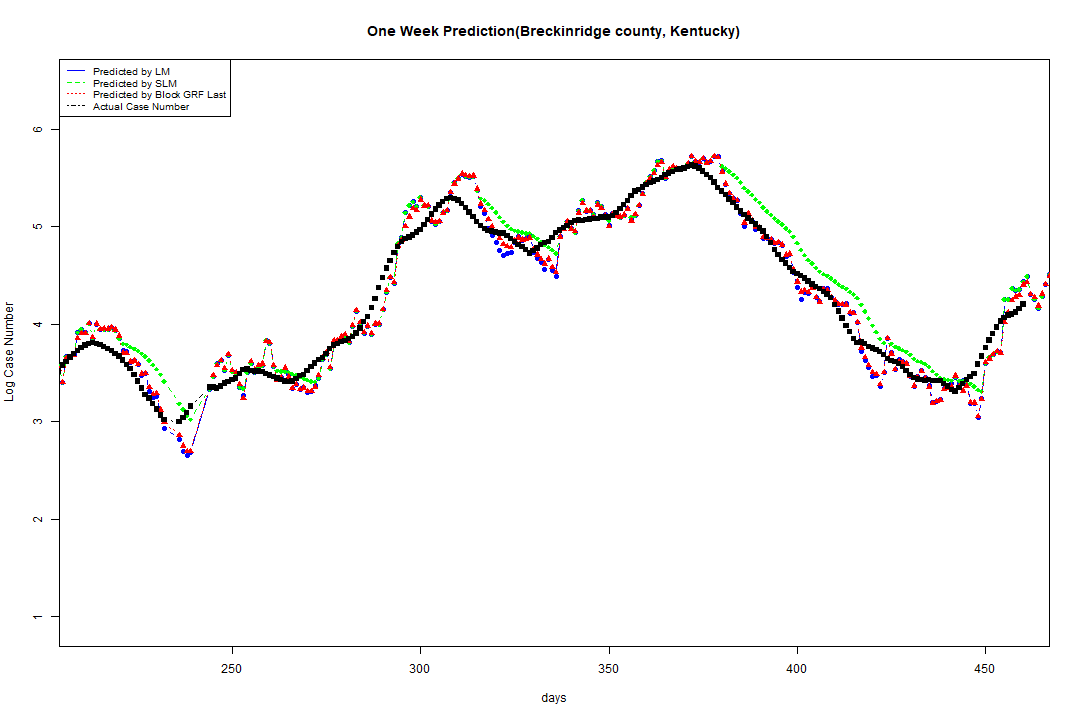 One Week Prediction(Breckinridge county, Kentucky)
Predicted by LM
Predicted by SLM
Predicted by Block GRF Last
Actual Case Number
6
5
4
3
2
1
Log Case Number
250 300 350 400 450
days